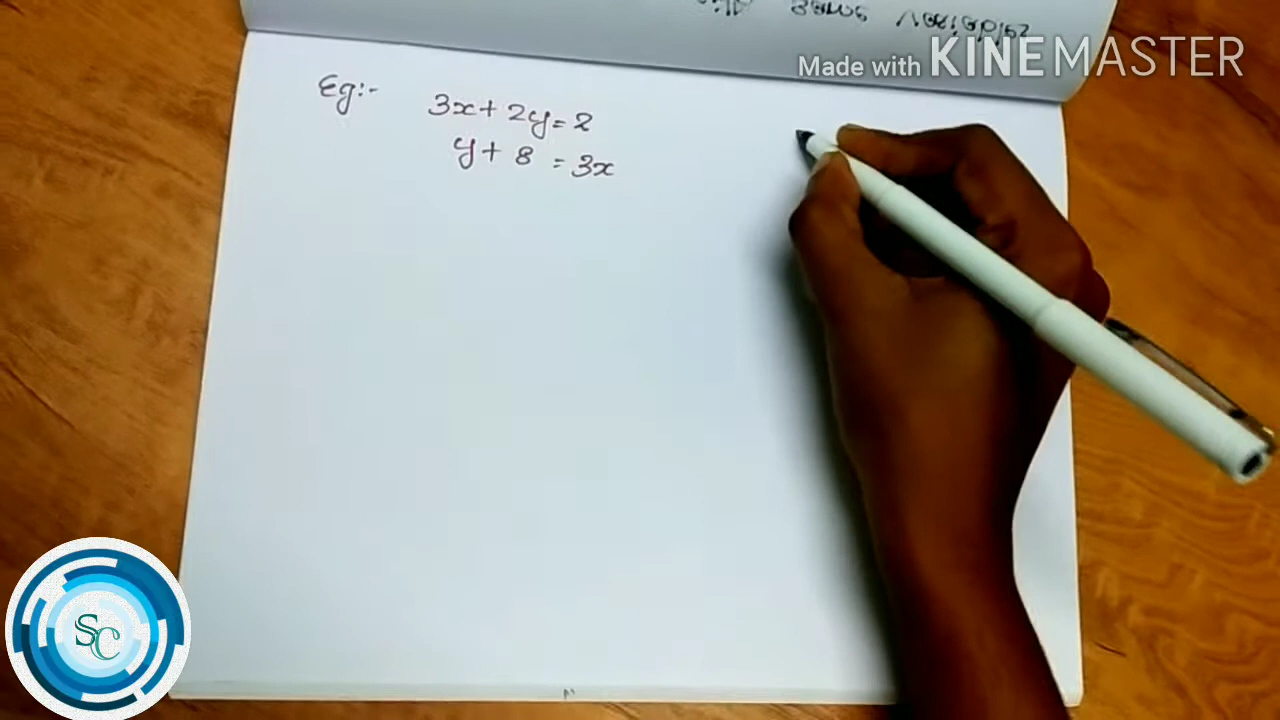 Made with KINEMASTER
Eg:-
3x + 2y = 2
y + 8 = 3x
SC